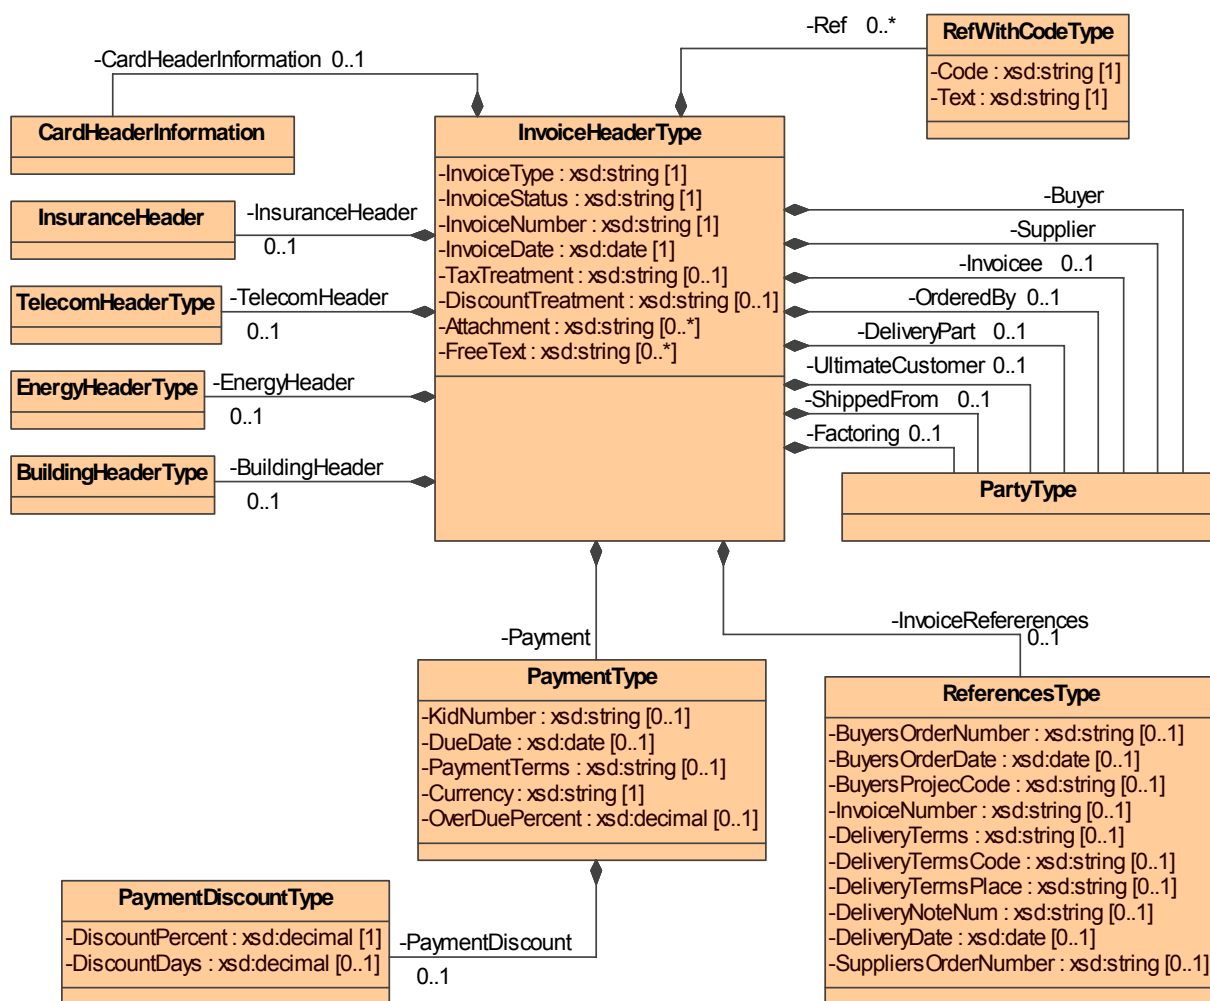 -Ref 0..*
RefWithCodeType
-Code : xsd:string [1]
-Text : xsd:string [1]
-CardHeaderInformation 0..1
CardHeaderInformation
InvoiceHeaderType
-InvoiceType : xsd:string [1]
-InvoiceStatus : xsd:string [1]
-InvoiceNumber : xsd:string [1]
-InvoiceDate : xsd:date [1]
-TaxTreatment : xsd:string [0..1]
-DiscountTreatment : xsd:string [0..1]
-Attachment : xsd:string [0..*]
-FreeText : xsd:string [0..*]
InsuranceHeader
-InsuranceHeader
0..1
TelecomHeaderType
-TelecomHeader
0..1
EnergyHeaderType
-EnergyHeader
0..1
BuildingHeaderType
-BuildingHeader
0..1
-Buyer
-Supplier
-Invoicee 0..1
-OrderedBy 0..1
-DeliveryPart 0..1
-UltimateCustomer 0..1
-ShippedFrom 0..1
-Factoring 0..1
PartyType
-Payment
PaymentType
-KidNumber : xsd:string [0..1]
-DueDate : xsd:date [0..1]
-PaymentTerms : xsd:string [0..1]
-Currency : xsd:string [1]
-OverDuePercent : xsd:decimal [0..1]
-InvoiceRefererences
0..1
ReferencesType
-BuyersOrderNumber : xsd:string [0..1]
-BuyersOrderDate : xsd:date [0..1]
-BuyersProjecCode : xsd:string [0..1]
-InvoiceNumber : xsd:string [0..1]
-DeliveryTerms : xsd:string [0..1]
-DeliveryTermsCode : xsd:string [0..1]
-DeliveryTermsPlace : xsd:string [0..1]
-DeliveryNoteNum : xsd:string [0..1]
-DeliveryDate : xsd:date [0..1]
-SuppliersOrderNumber : xsd:string [0..1]
PaymentDiscountType
-DiscountPercent : xsd:decimal [1]
-DiscountDays : xsd:decimal [0..1]
-PaymentDiscount
0..1